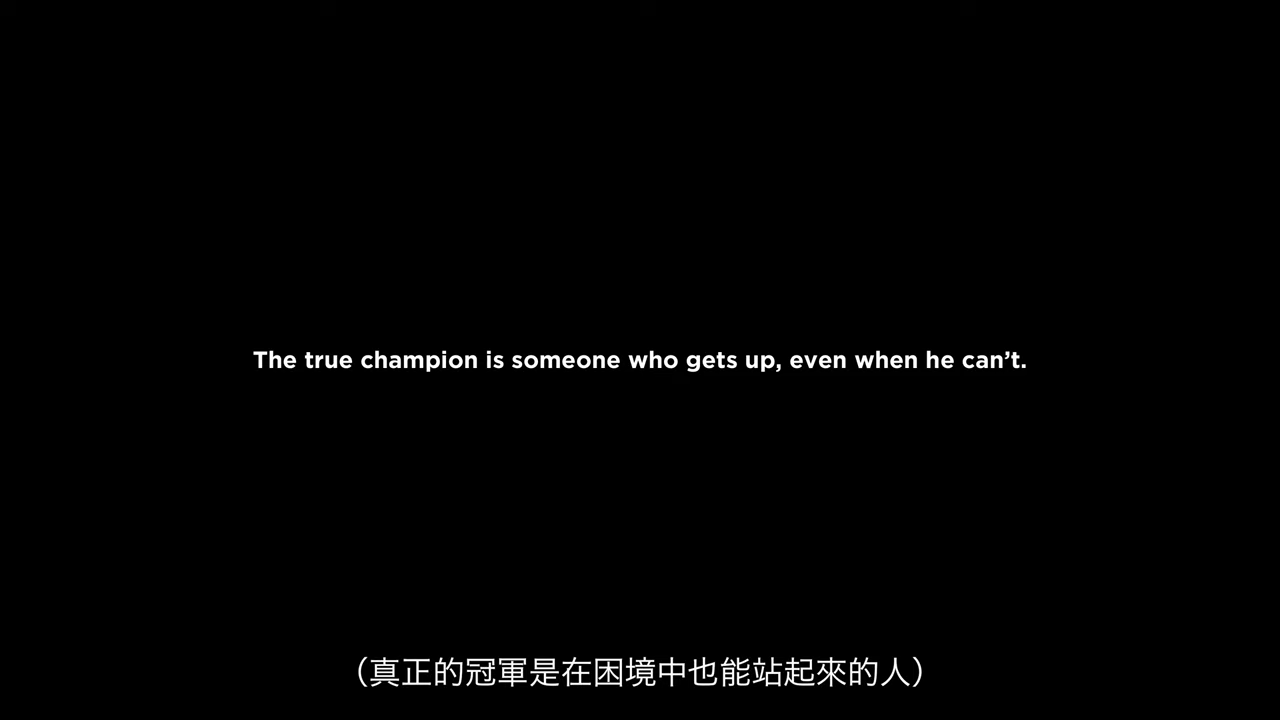 The true champion is someone who gets up, even when he can’t.
（真正的冠軍是在困境中也能站起來的人）